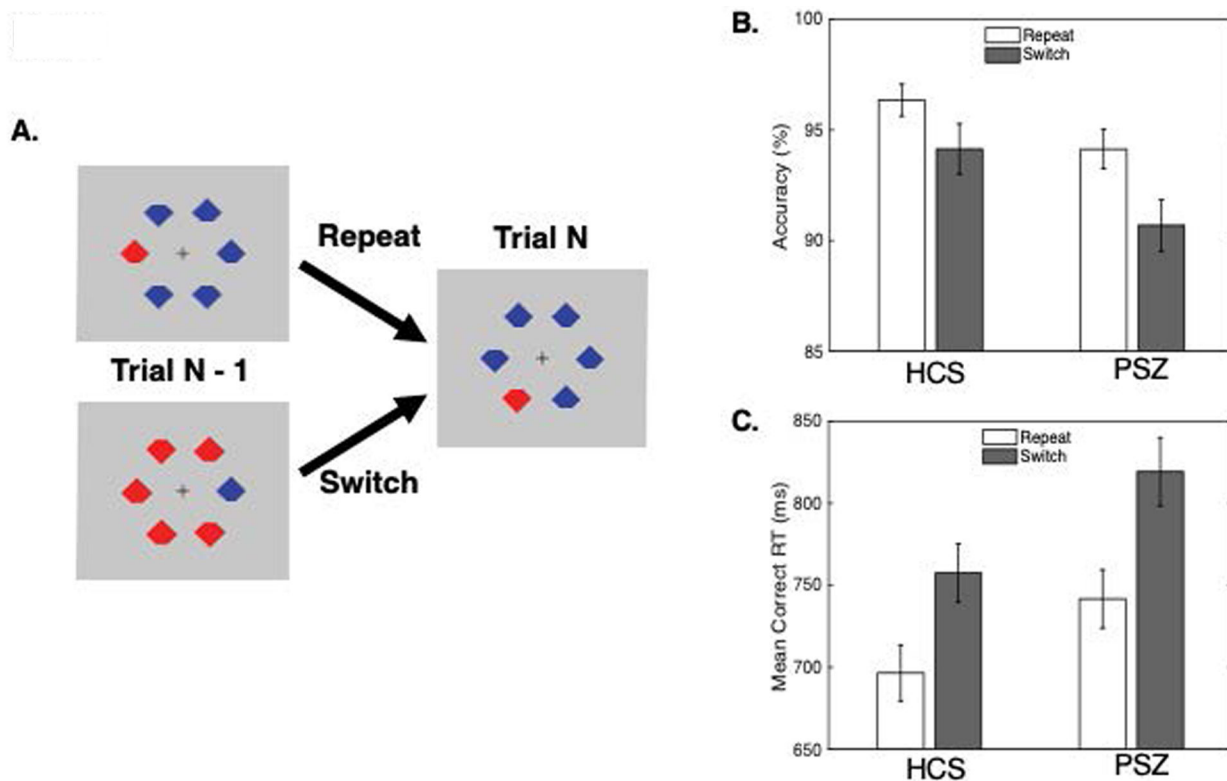 A.
Repeat
Trial N
Trial N - 1
Switch
B.
100
95
90
85
Accuracy (%)
Repeat
Switch
HCS
PSZ
C.
850
800
750
700
650
Mean Correct RT (ms)
Repeat
Switch
HCS
PSZ